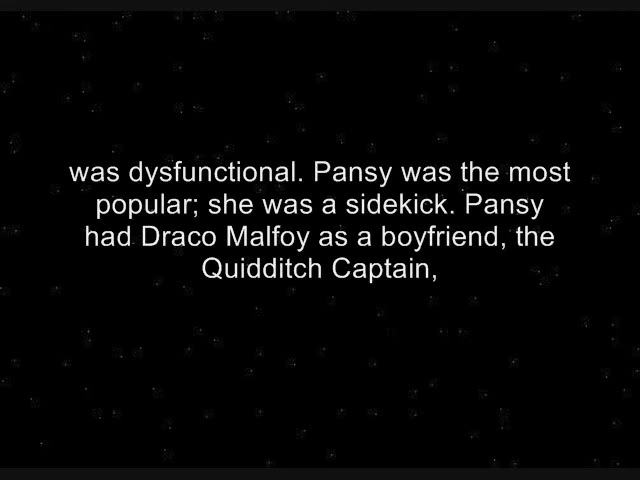 was dysfunctional. Pansy was the most
popular; she was a sidekick. Pansy
had Draco Malfoy as a boyfriend, the
Quidditch Captain,